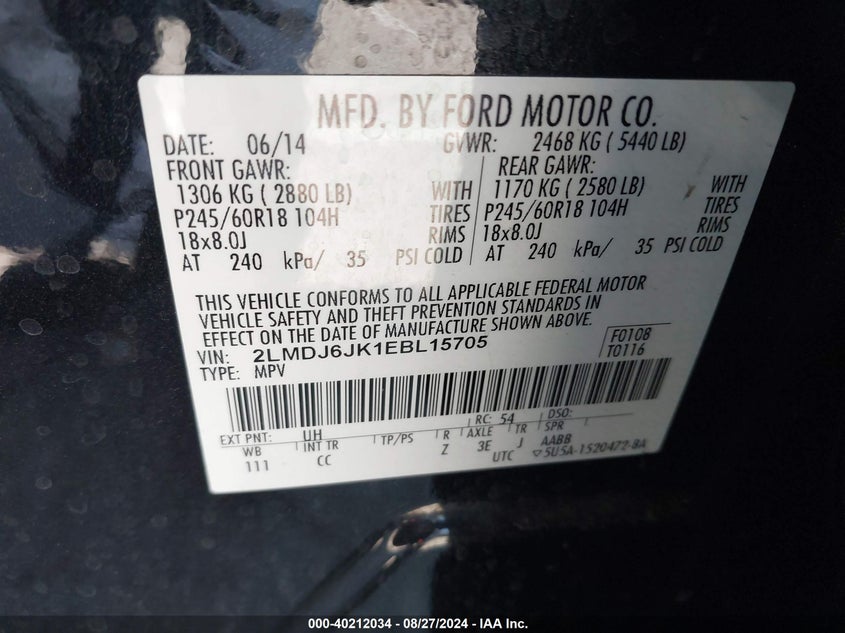 MFD. BY FORD MOTOR CO.
DATE: 06/14 GVWR: 2468 KG ( 5440 LB)
FRONT GAWR: REAR GAWR:
1306 KG ( 2880 LB) WITH 1170 KG ( 2580 LB) WITH
P245/60R18 104H TIRES P245/60R18 104H TIRES
18x8.0J RIMS 18x8.0J RIMS
AT 240 kPa/ 35 PSI COLD AT 240 kPa/ 35 PSI COLD
THIS VEHICLE CONFORMS TO ALL APPLICABLE FEDERAL MOTOR
VEHICLE SAFETY AND THEFT PREVENTION STANDARDS IN
EFFECT ON THE DATE OF MANUFACTURE SHOWN ABOVE.
VIN: 2LMDJ6JK1EBL15705 F0108
TYPE: MPV T0116
EXT PNT: UH RC: 54 DSO:
WB INT TR TP/PS R AXLE TR SPR
111 CC Z 3E J AABB
UTC ▽5U5A-1520472-BA
000-40212034 - 08/27/2024 - IAA Inc.